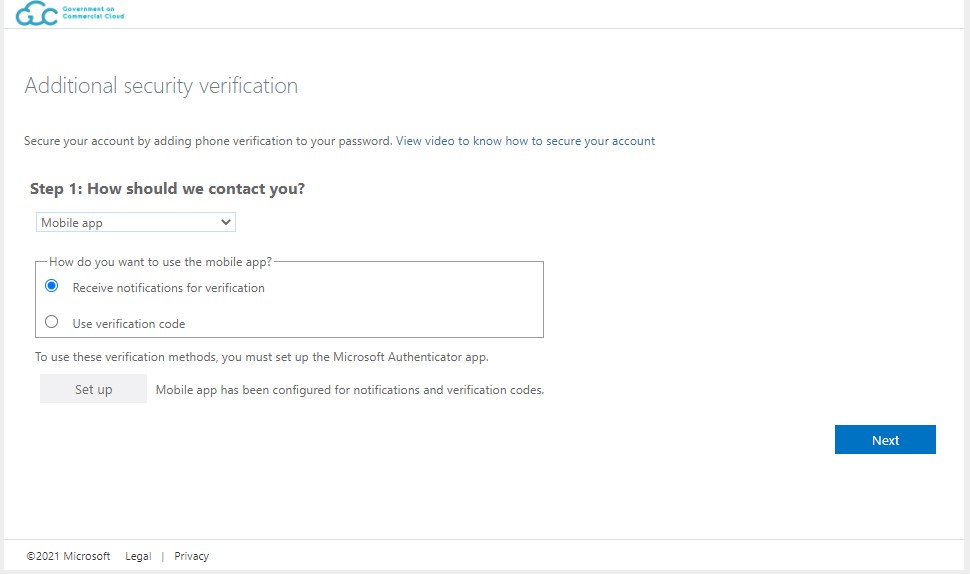 GCC Government on
Commercial Cloud
Additional security verification
Secure your account by adding phone verification to your password. View video to know how to secure your account
Step 1: How should we contact you?
Mobile app
How do you want to use the mobile app?
Receive notifications for verification
Use verification code
To use these verification methods, you must set up the Microsoft Authenticator app.
Set up Mobile app has been configured for notifications and verification codes.
Next
©2021 Microsoft Legal | Privacy